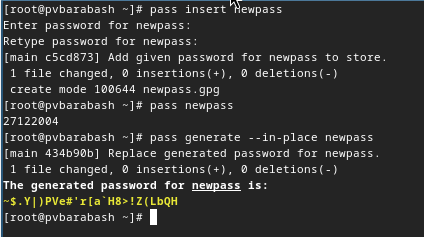 [root@pvbarabash ~]# pass insert newpass
Enter password for newpass:
Retype password for newpass:
[main c5cd873] Add given password for newpass to store.
 1 file changed, 0 insertions(+), 0 deletions(-)
 create mode 100644 newpass.gpg
[root@pvbarabash ~]# pass newpass
27122004
[root@pvbarabash ~]# pass generate --in-place newpass
[main 434b90b] Replace generated password for newpass.
 1 file changed, 0 insertions(+), 0 deletions(-)
The generated password for newpass is:
~$.Y|)PVe#'r[a`H8>!Z(LbQH
[root@pvbarabash ~]#